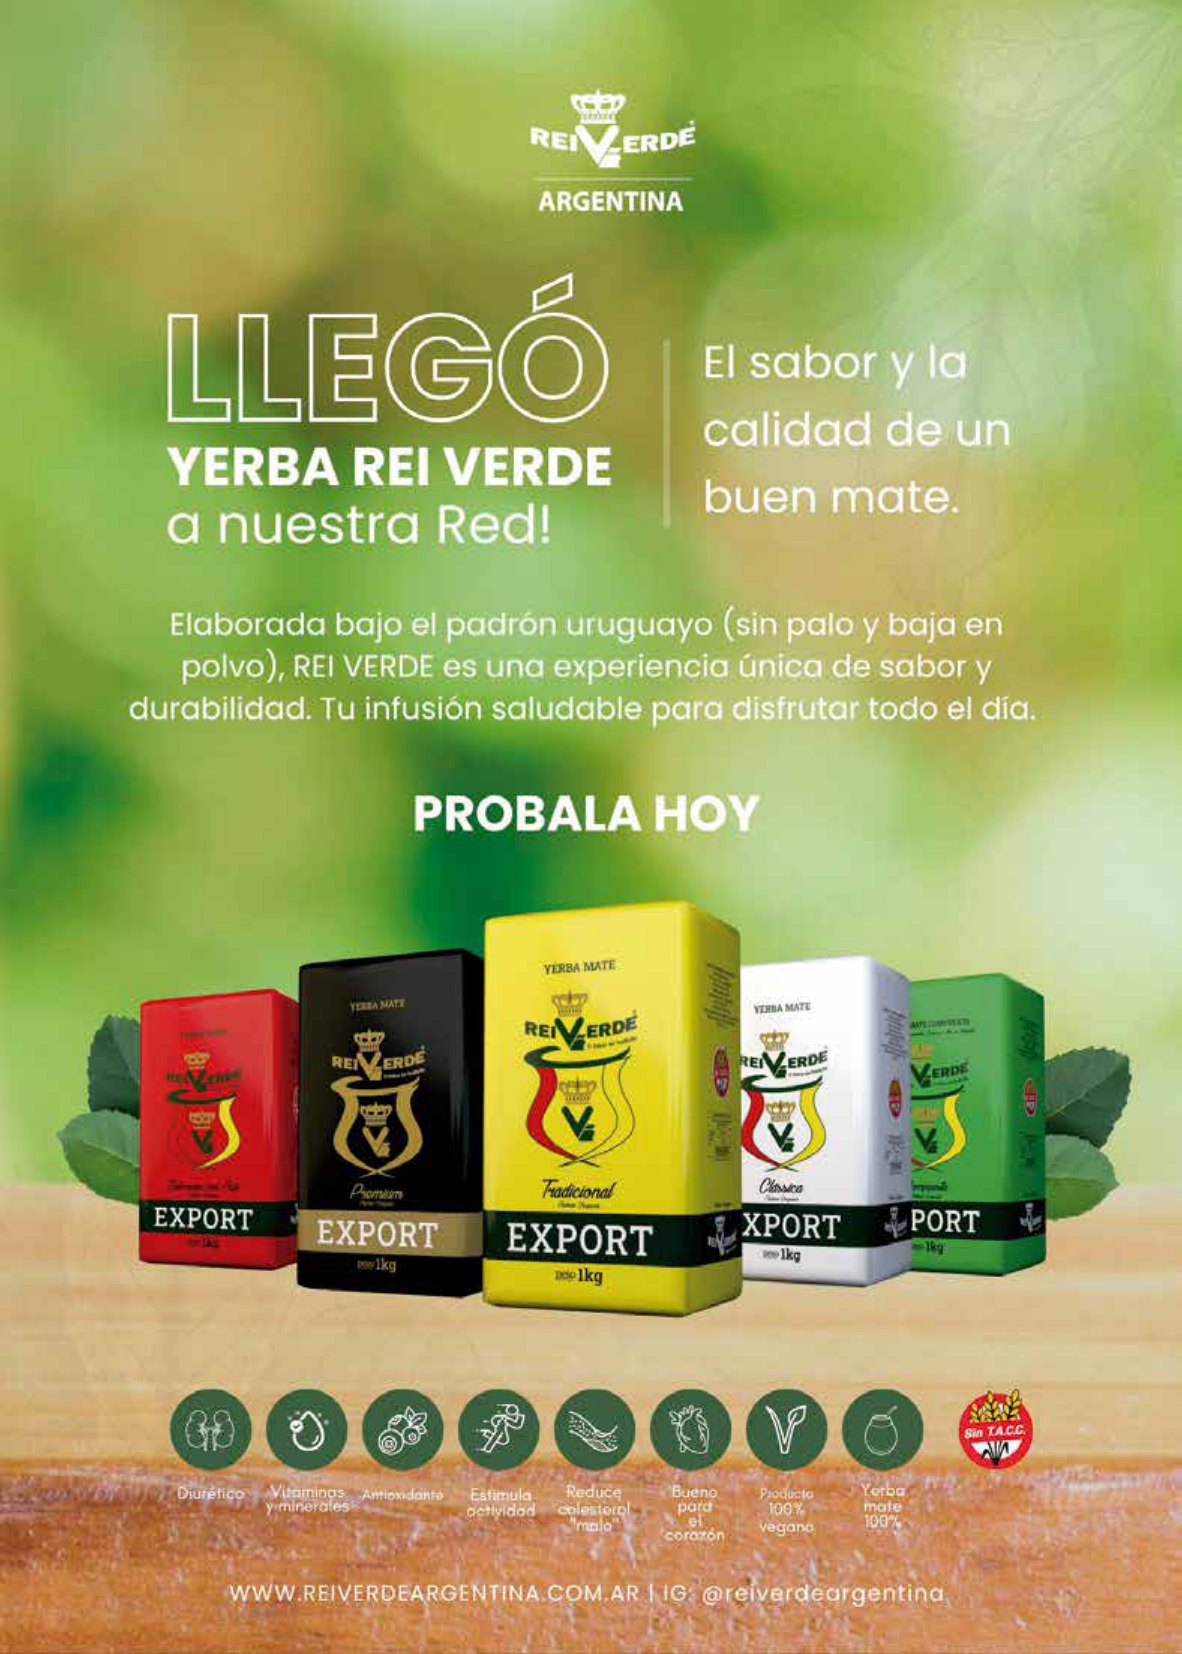 REI VERDE
ARGENTINA
LLEGÓ
YERBA REI VERDE
a nuestra Red!
El sabor y la
calidad de un
buen mate.
Elaborada bajo el padrón uruguayo (sin palo y baja en
polvo), REI VERDE es una experiencia única de sabor y
durabilidad. Tu infusión saludable para disfrutar todo el día.
PROBALA HOY
REI VERDE
EXPORT
1kg
YERBA MATE
REI VERDE
Premium
EXPORT
peso 1kg
YERBA MATE
REI VERDE
Tradicional
EXPORT
peso 1kg
YERBA MATE
REI VERDE
Clássica
XPORT
peso 1kg
VERDE
PORT
peso 1kg
Diurético
Vitaminas
y minerales
Antioxidante
Estimula
actividad
Reduce
colesterol
"malo"
Bueno
para
el
corazón
Producto
100%
vegano
Yerba
mate
100%
Sin T.A.C.C.
WWW.REIVERDEARGENTINA.COM.AR | IG: @reiverdeargentina